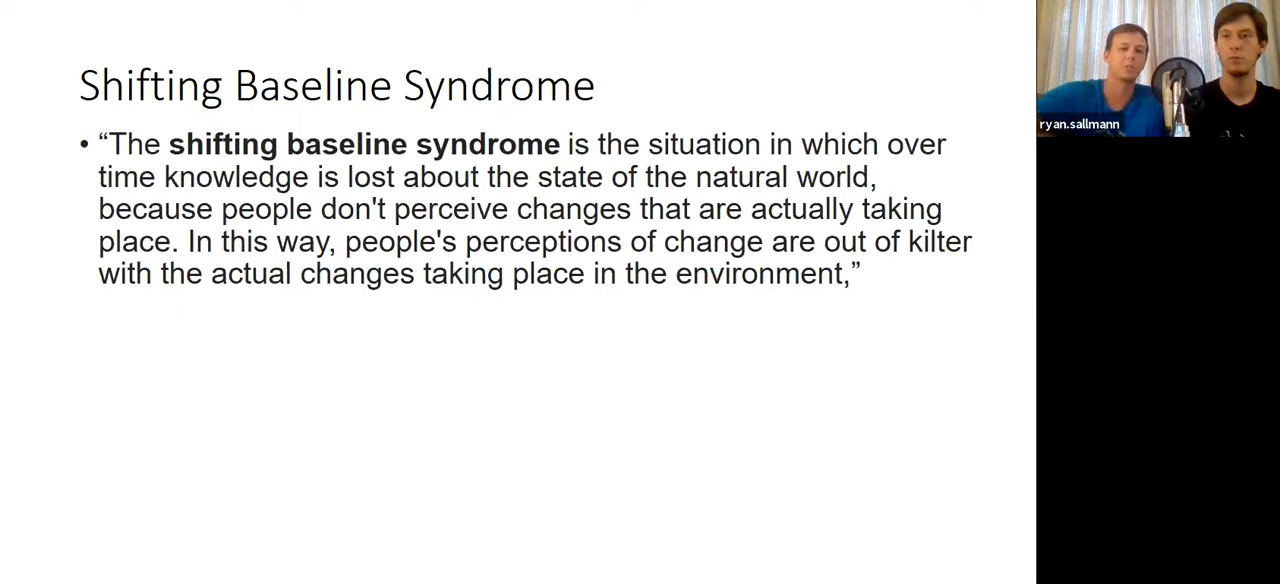 Shifting Baseline Syndrome
• “The shifting baseline syndrome is the situation in which over
time knowledge is lost about the state of the natural world,
because people don't perceive changes that are actually taking
place. In this way, people's perceptions of change are out of kilter
with the actual changes taking place in the environment,”
ryan.sallmann